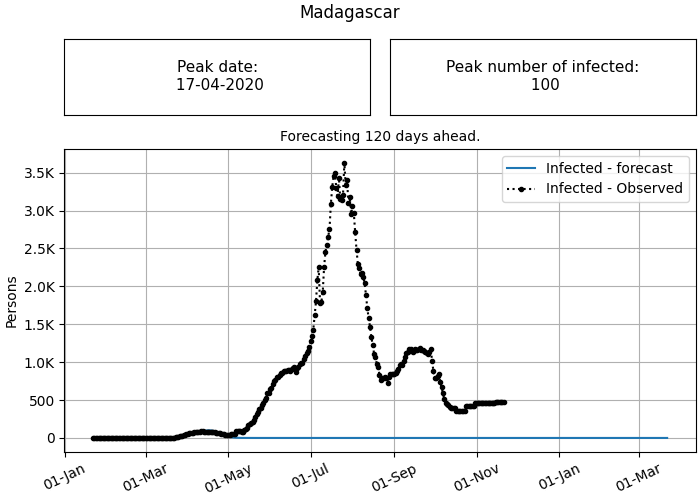 Madagascar
Peak date:
17-04-2020
Peak number of infected:
100
Forecasting 120 days ahead.
Infected - forecast
Infected - Observed
3.5K
3.0K
2.5K
2.0K
1.5K
1.0K
500
0
Persons
01-Jan
01-Mar
01-May
01-Jul
01-Sep
01-Nov
01-Jan
01-Mar